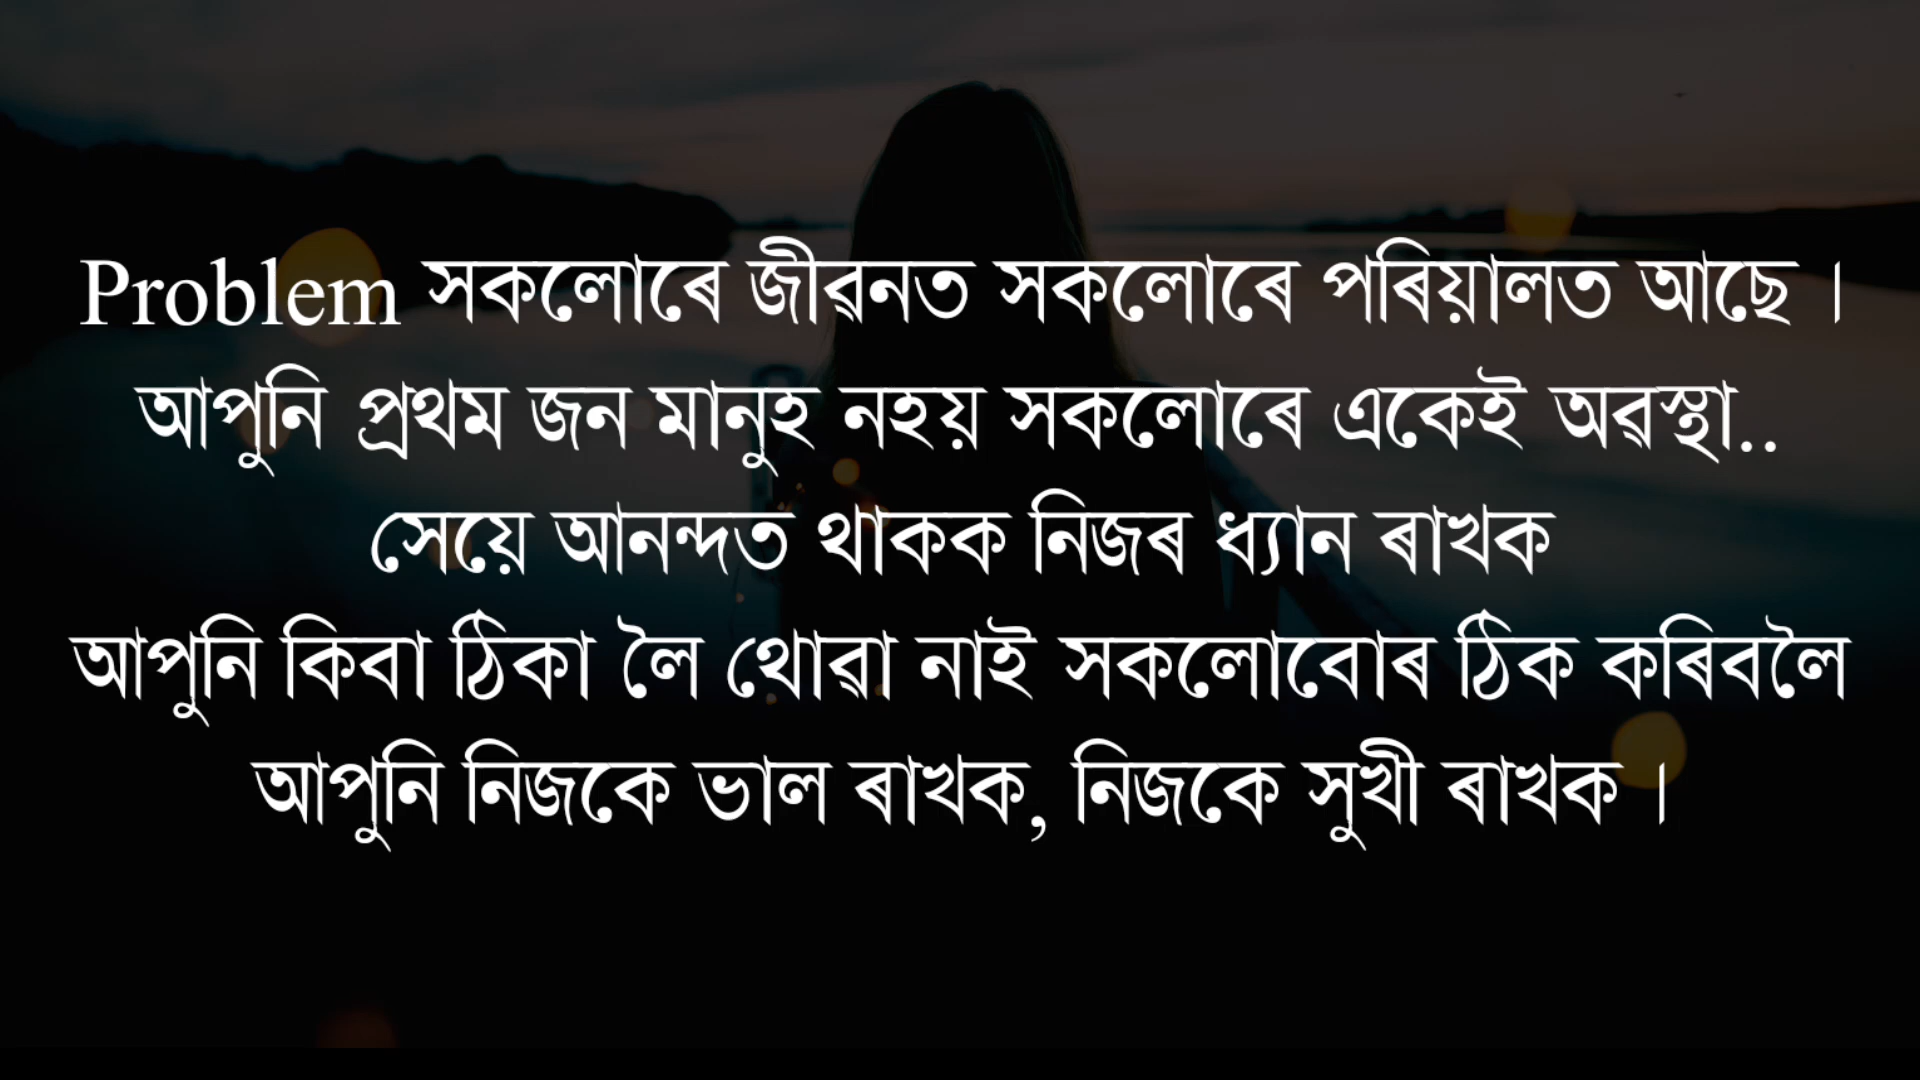 Problem সকলোৰে জীৱনত সকলোৰে পৰিয়ালত আছে ।
আপুনি প্ৰথম জন মানুহ নহয় সকলোৰে একেই অৱস্থা..
সেয়ে আনন্দত থাকক নিজৰ ধ্যান ৰাখক
আপুনি কিবা ঠিকা লৈ থোৱা নাই সকলোবোৰ ঠিক কৰিবলৈ
আপুনি নিজকে ভাল ৰাখক, নিজকে সুখী ৰাখক ।